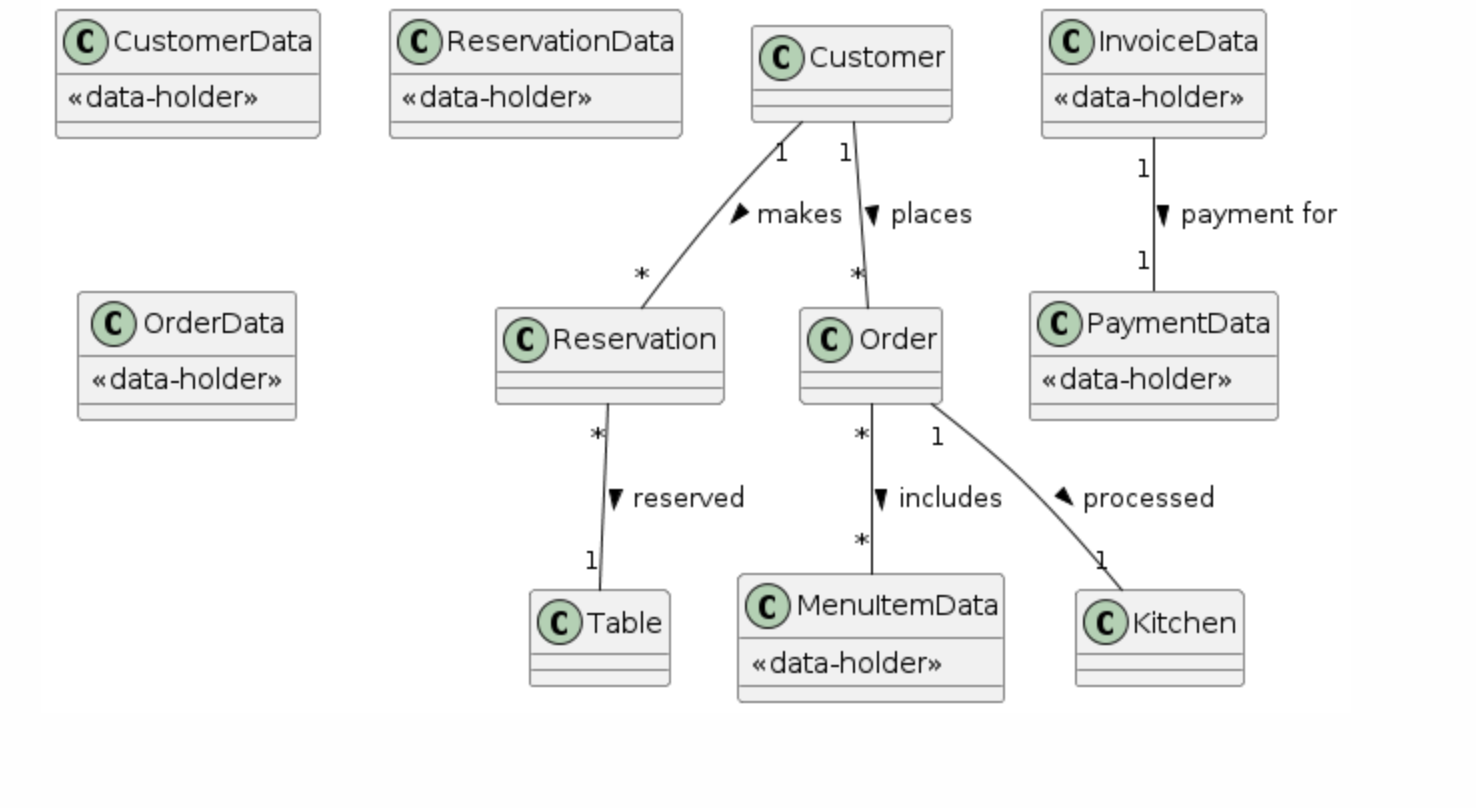 C CustomerData
«data-holder»
C ReservationData
«data-holder»
C Customer
C InvoiceData
«data-holder»
1
1
makes
places
*
*
1
payment for
1
C OrderData
«data-holder»
C Reservation
C Order
C PaymentData
«data-holder»
*
*
1
reserved
includes
processed
1
*
1
C Table
C MenuItemData
«data-holder»
C Kitchen